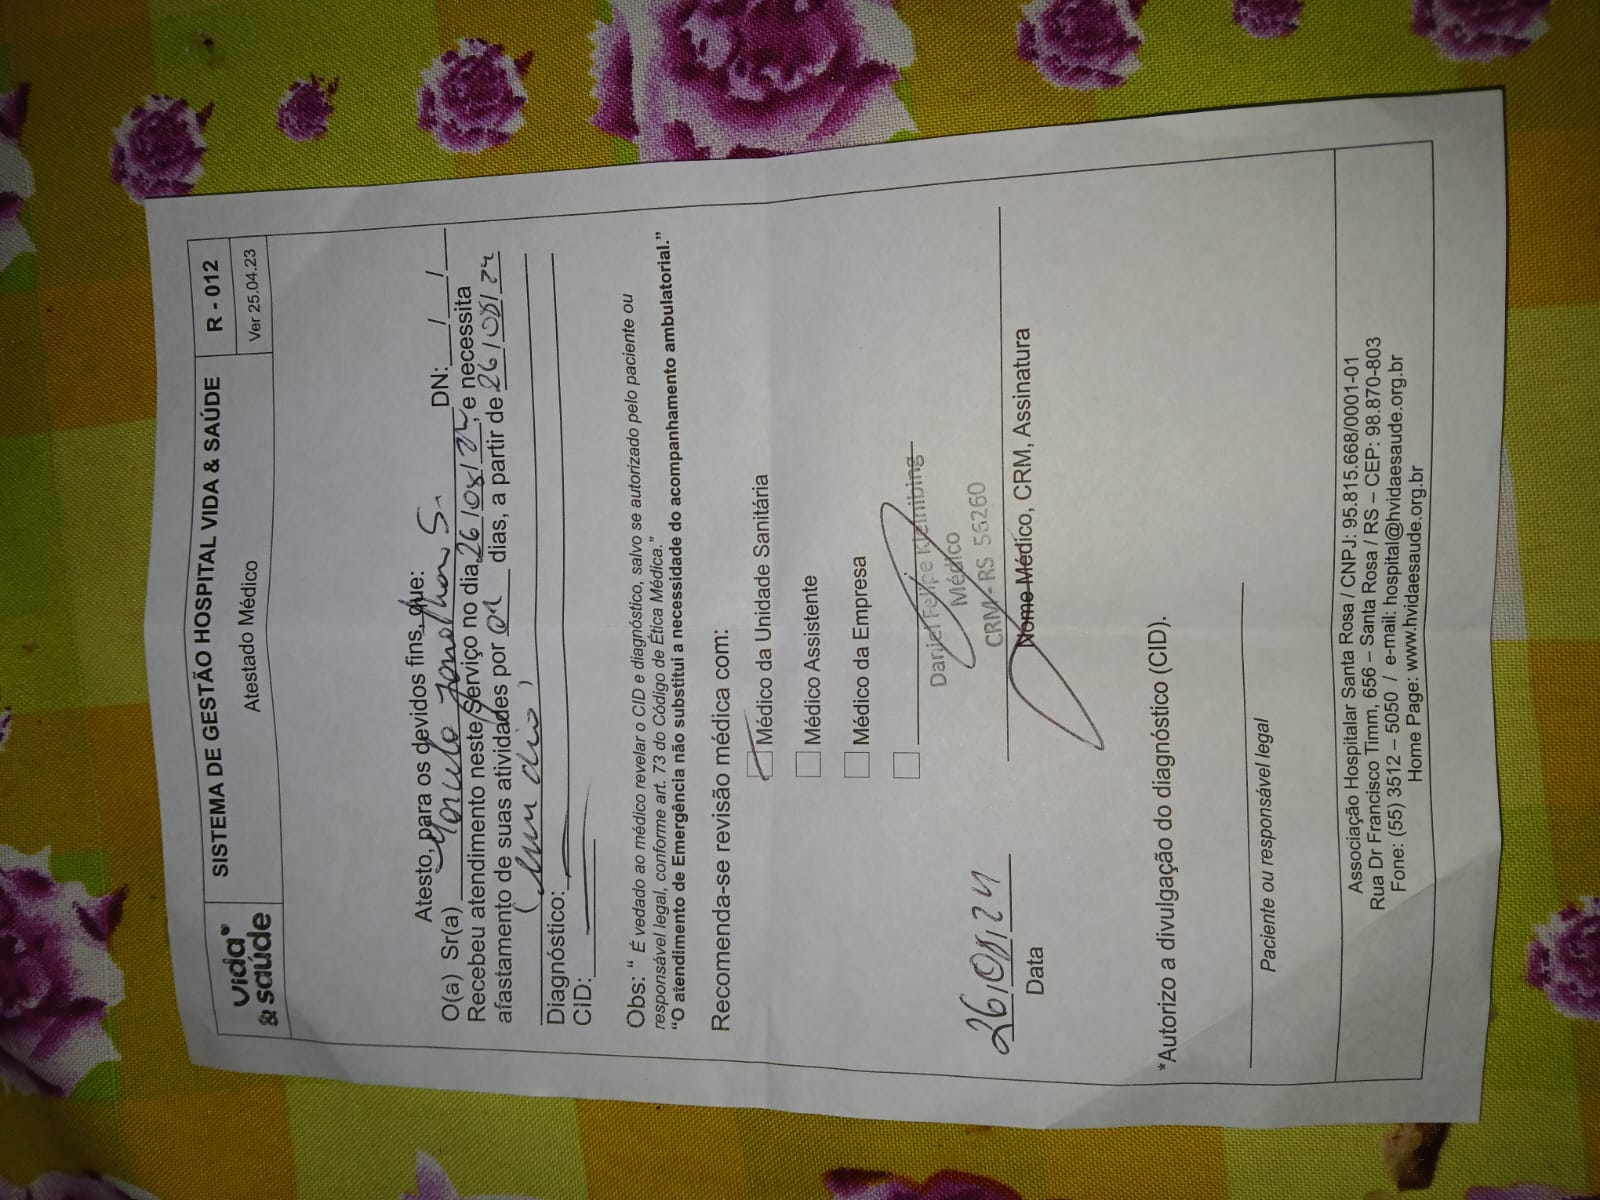 Vida & saúde
SISTEMA DE GESTÃO HOSPITAL VIDA & SAÚDE
R - 012
Atestado Médico
Ver 25.04.23
Atesto, para os devidos fins, que:
O(a) Sr(a) S. DN: / /
Recebeu atendimento neste Serviço no dia 26/08/24, e necessita
afastamento de suas atividades por 01 dias, a partir de 26/08/24
(um dia)
Diagnóstico:
CID:
Obs: “ É vedado ao médico revelar o CID e diagnóstico, salvo se autorizado pelo paciente ou
responsável legal, conforme art. 73 do Código de Ética Médica.”
“O atendimento de Emergência não substitui a necessidade do acompanhamento ambulatorial.”
Recomenda-se revisão médica com:
Médico da Unidade Sanitária
Médico Assistente
Médico da Empresa
Daniel Felipe Kleinibing
Médico
CRM-RS 56260
26/08/24
Data
Nome Médico, CRM, Assinatura
*Autorizo a divulgação do diagnóstico (CID).
Paciente ou responsável legal
Associação Hospitalar Santa Rosa / CNPJ: 95.815.668/0001-01
Rua Dr Francisco Timm, 656 – Santa Rosa / RS – CEP: 98.870-803
Fone: (55) 3512 – 5050 / e-mail: hospital@hvidaesaude.org.br
Home Page: www.hvidaesaude.org.br